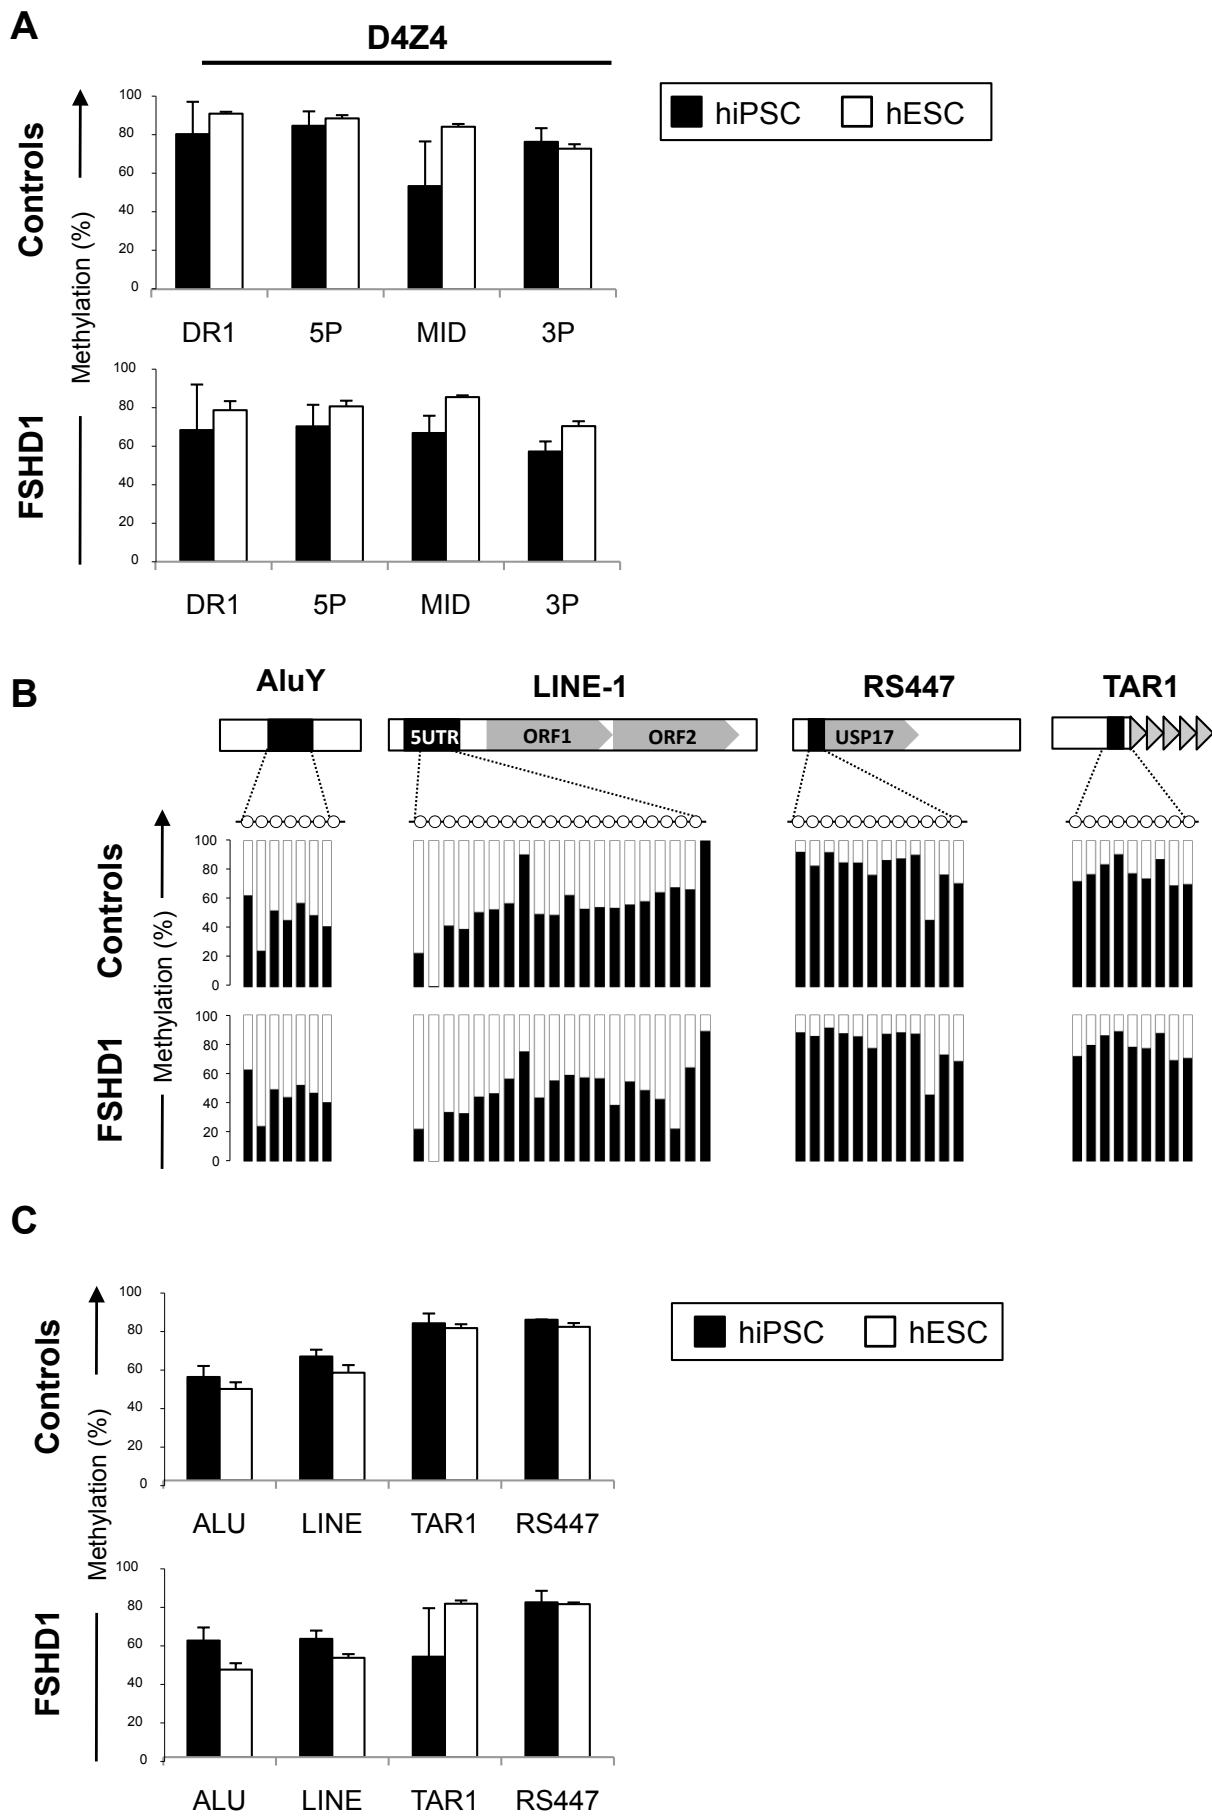 A
D4Z4
hiPSC hESC
Controls
FSHD1
Methylation (%)
100
80
60
40
20
0
DR1 5P MID 3P
100
80
60
40
20
0
DR1 5P MID 3P
B
AluY LINE-1 RS447 TAR1
5UTR ORF1 ORF2 USP17
Controls
FSHD1
Methylation (%)
100
80
60
40
20
0
100
80
60
40
20
0
C
hiPSC hESC
Controls
FSHD1
Methylation (%)
100
80
60
40
20
0
ALU LINE TAR1 RS447
100
80
60
40
20
0
ALU LINE TAR1 RS447